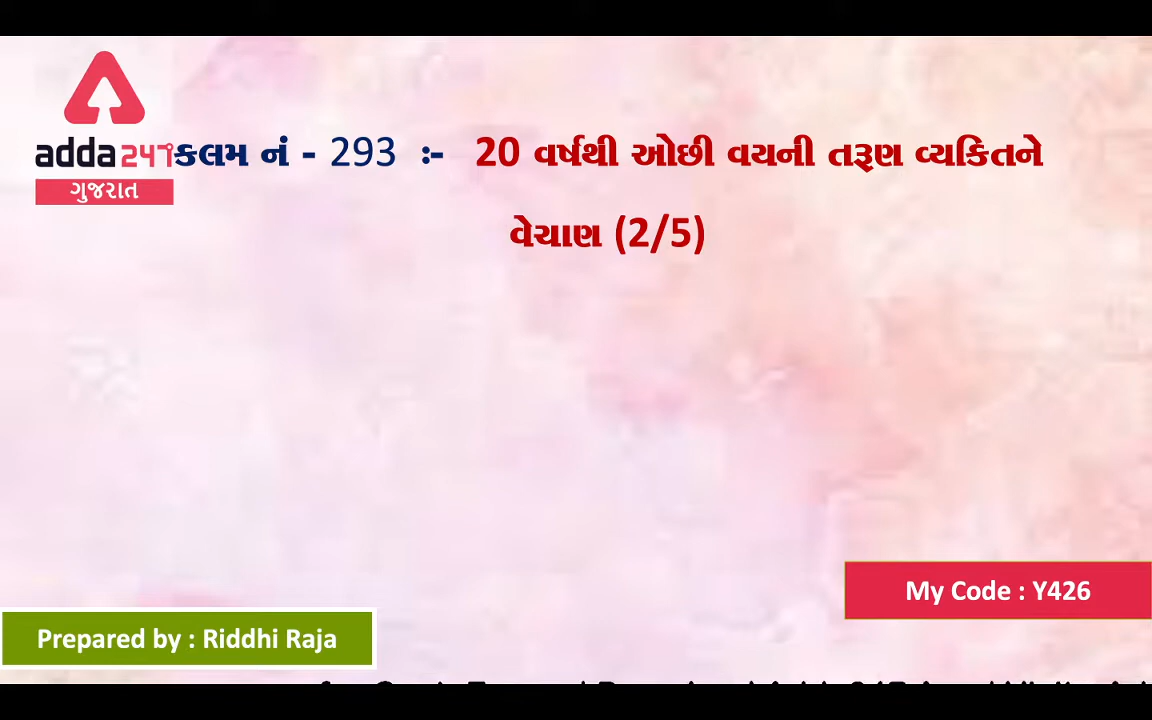 adda247
ગુજરાત
કલમ નં - 293 :- 20 વર્ષથી ઓછી વયની તરૂણ વ્યકિતને
વેચાણ (2/5)
My Code : Y426
Prepared by : Riddhi Raja